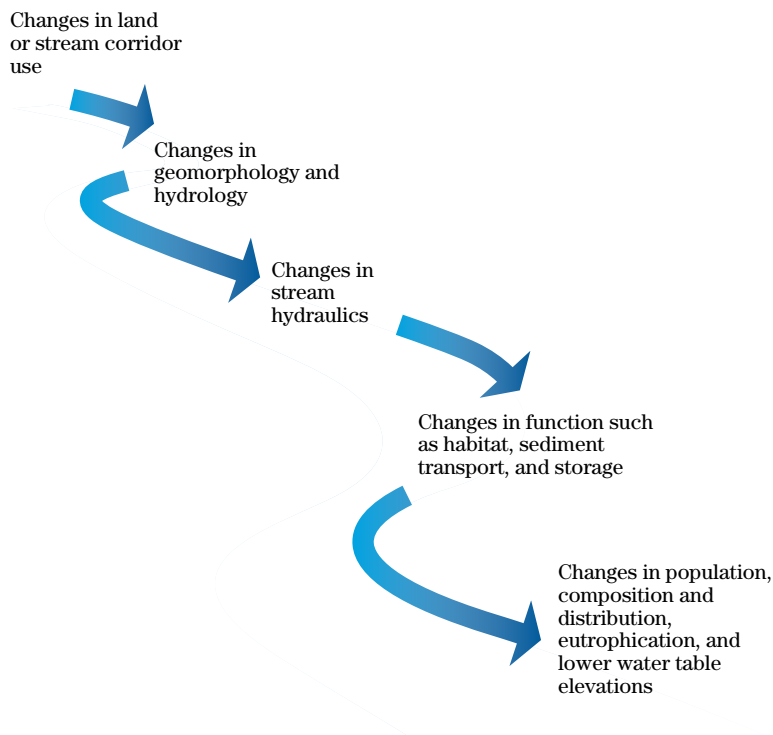 Changes in land
or stream corridor
use
Changes in
geomorphology and
hydrology
Changes in
stream
hydraulics
Changes in function such
as habitat, sediment
transport, and storage
Changes in population,
composition and
distribution,
eutrophication, and
lower water table
elevations